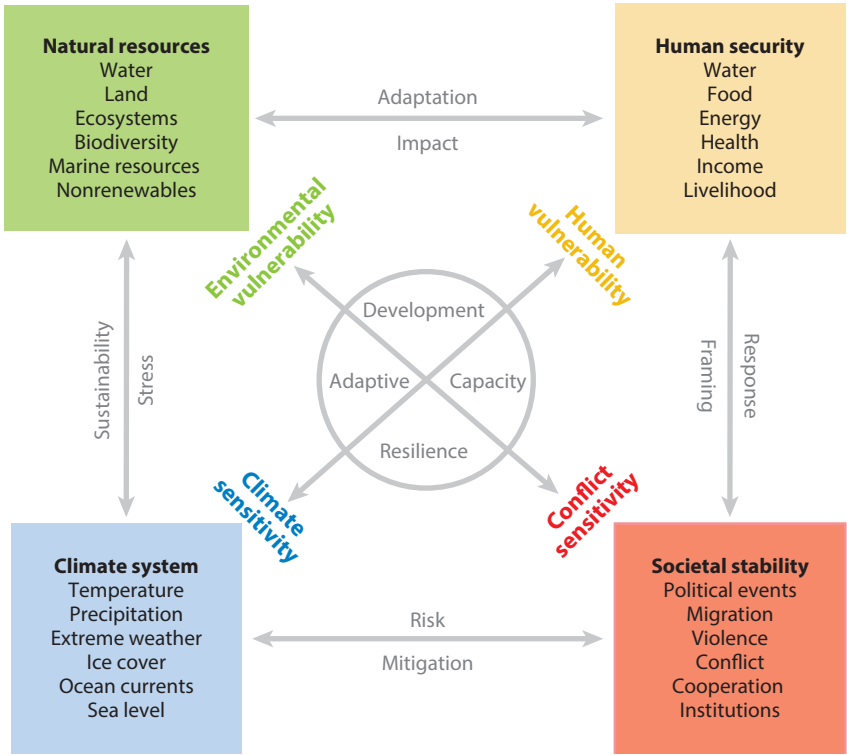 Natural resources
Water
Land
Ecosystems
Biodiversity
Marine resources
Nonrenewables
Adaptation
Impact
Human security
Water
Food
Energy
Health
Income
Livelihood
Environmental
vulnerability
Human
vulnerability
Sustainability
Stress
Development
Adaptive
Capacity
Resilience
Framing
Response
Climate
sensitivity
Conflict
sensitivity
Climate system
Temperature
Precipitation
Extreme weather
Ice cover
Ocean currents
Sea level
Risk
Mitigation
Societal stability
Political events
Migration
Violence
Conflict
Cooperation
Institutions